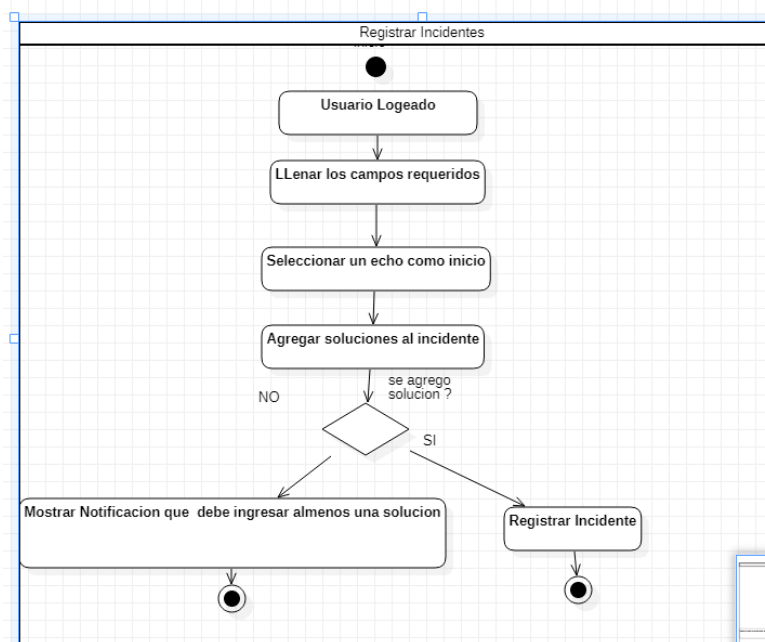 Registrar Incidentes
Usuario Logeado
LLenar los campos requeridos
Seleccionar un echo como inicio
Agregar soluciones al incidente
se agrego
solucion ?
NO
SI
Mostrar Notificacion que debe ingresar almenos una solucion
Registrar Incidente